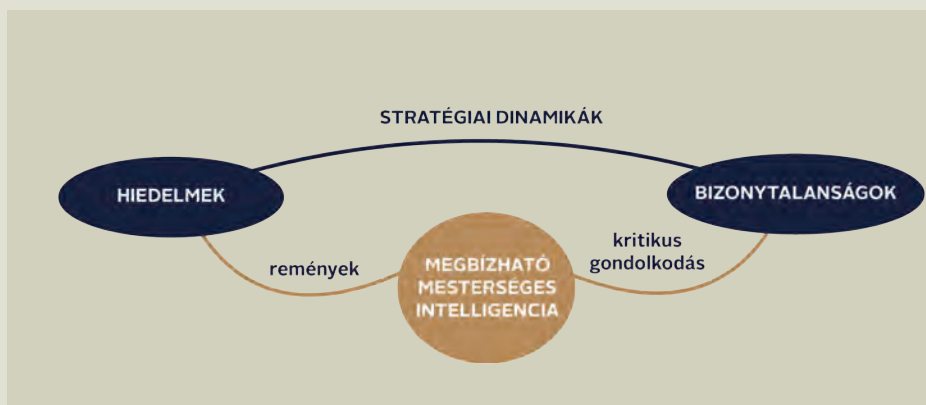 STRATÉGIAI DINAMIKÁK
HIEDELMEK
BIZONYTALANSÁGOK
remények
MEGBÍZHATÓ
MESTERSÉGES
INTELLIGENCIA
kritikus
gondolkodás